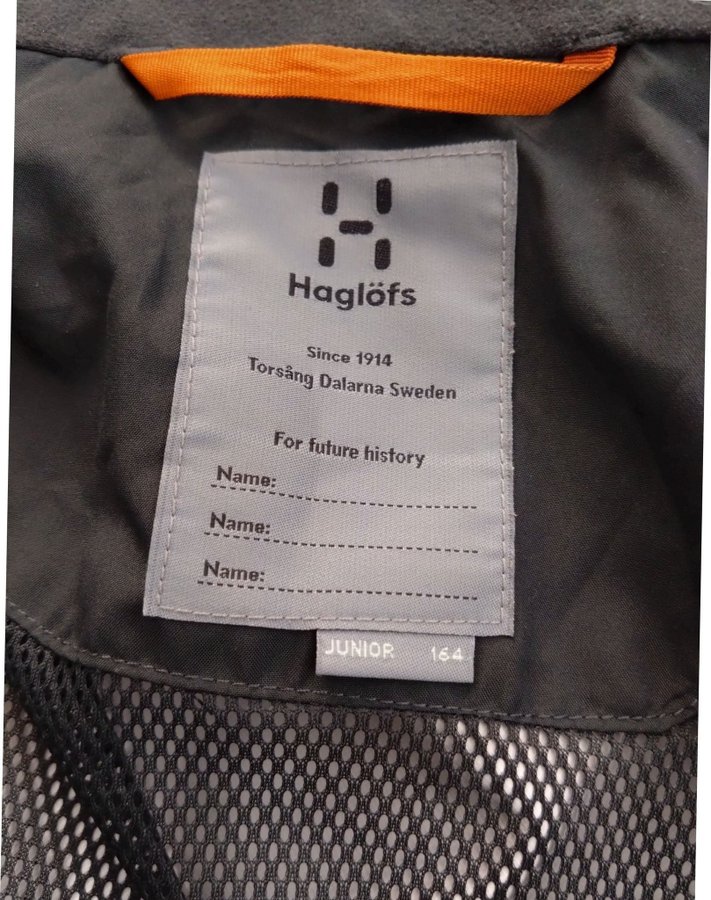 Haglöfs
Since 1914
Torsång Dalarna Sweden
For future history
Name:
Name:
Name:
JUNIOR 164